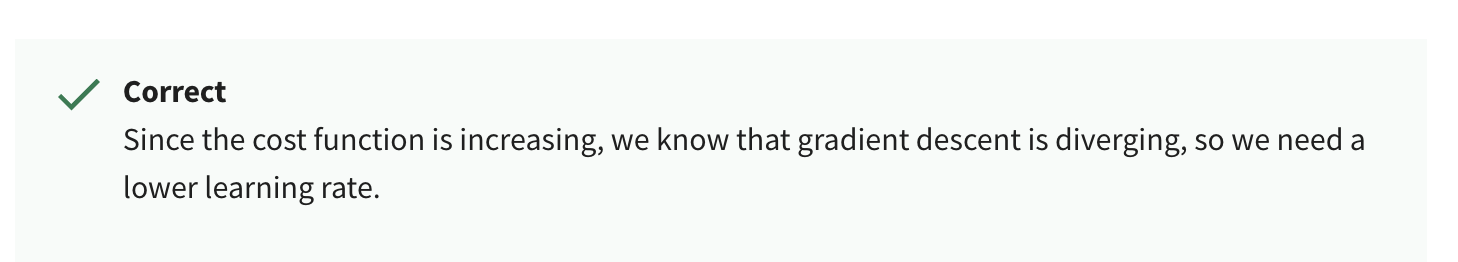 Correct
Since the cost function is increasing, we know that gradient descent is diverging, so we need a
lower learning rate.